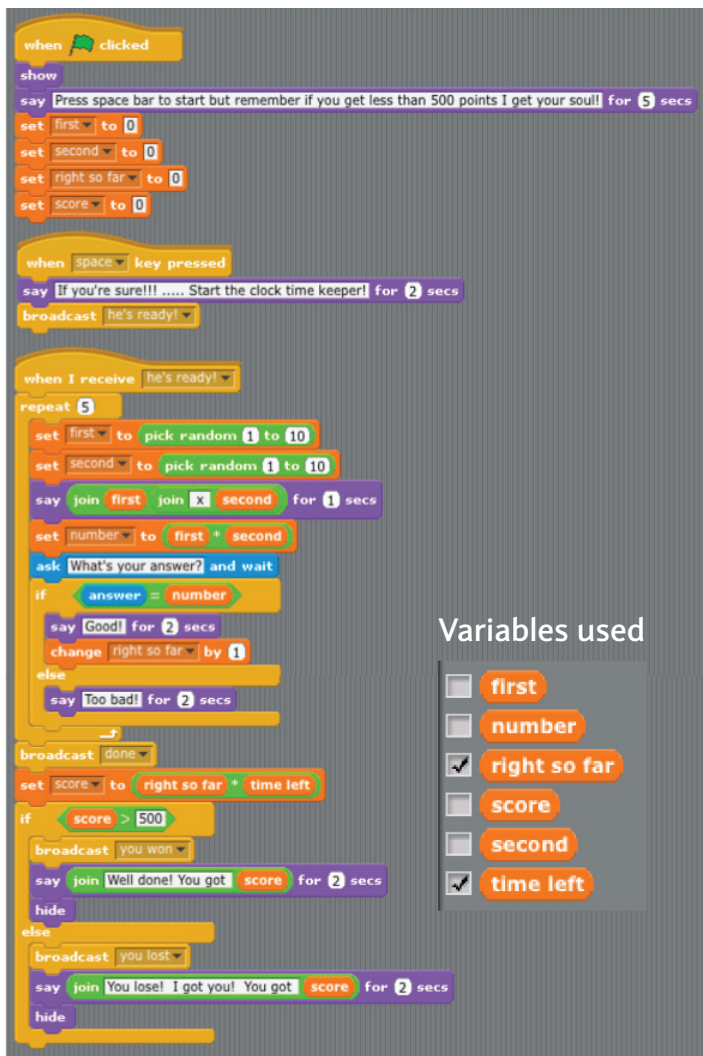 when clicked
show
say Press space bar to start but remember if you get less than 500 points I get your soul! for 5 secs
set first to 0
set second to 0
set right so far to 0
set score to 0
when space key pressed
say If you're sure!!! ..... Start the clock time keeper! for 2 secs
broadcast he's ready!
when I receive he's ready!
repeat 5
set first to pick random 1 to 10
set second to pick random 1 to 10
say join first join x second for 1 secs
set number to first * second
ask What's your answer? and wait
if answer = number
say Good! for 2 secs
change right so far by 1
else
say Too bad! for 2 secs
broadcast done
set score to right so far * time left
if score > 500
broadcast you won
say join Well done! You got score for 2 secs
hide
else
broadcast you lost
say join You lose! I got you! You got score for 2 secs
hide
Variables used
first
number
right so far
score
second
time left